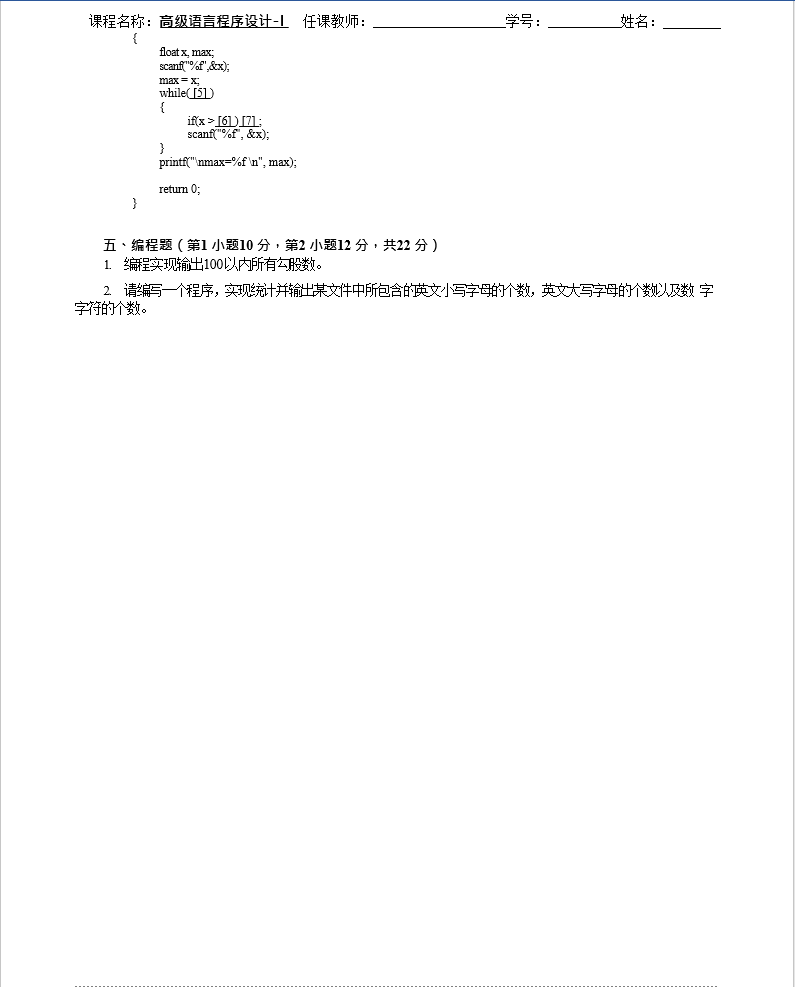 课程名称：高级语言程序设计-I 任课教师：___________________学号：__________姓名：________
{
float x, max;
scanf("%f",&x);
max = x;
while( [5] )
{
if(x > [6] ) [7] ;
scanf("%f", &x);
}
printf("\nmax=%f \n", max);
return 0;
}
五、编程题（第1 小题10 分，第2 小题12 分，共22 分）
1. 编程实现输出100以内所有勾股数。
2. 请编写一个程序，实现统计并输出某文件中所包含的英文小写字母的个数，英文大写字母的个数以及数 字
字符的个数。